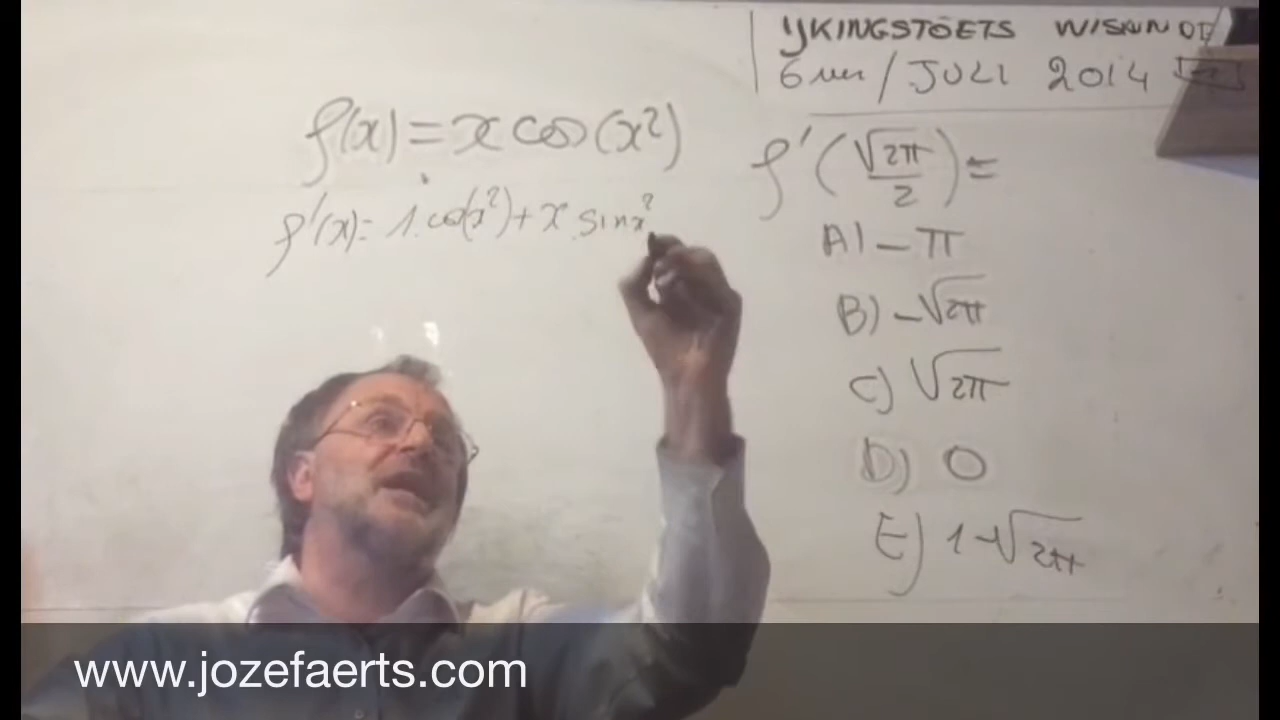 IJKINGSTOETS WISKUNDE
6 uur / JULI 2014
f(x) = x cos(x²)
f'(x) = 1.cos(x²) + x.sin x²
f'(√2π/2) =
A) - π
B) - √2π
C) √2π
D) 0
E) 1-√2π
www.jozefaerts.com